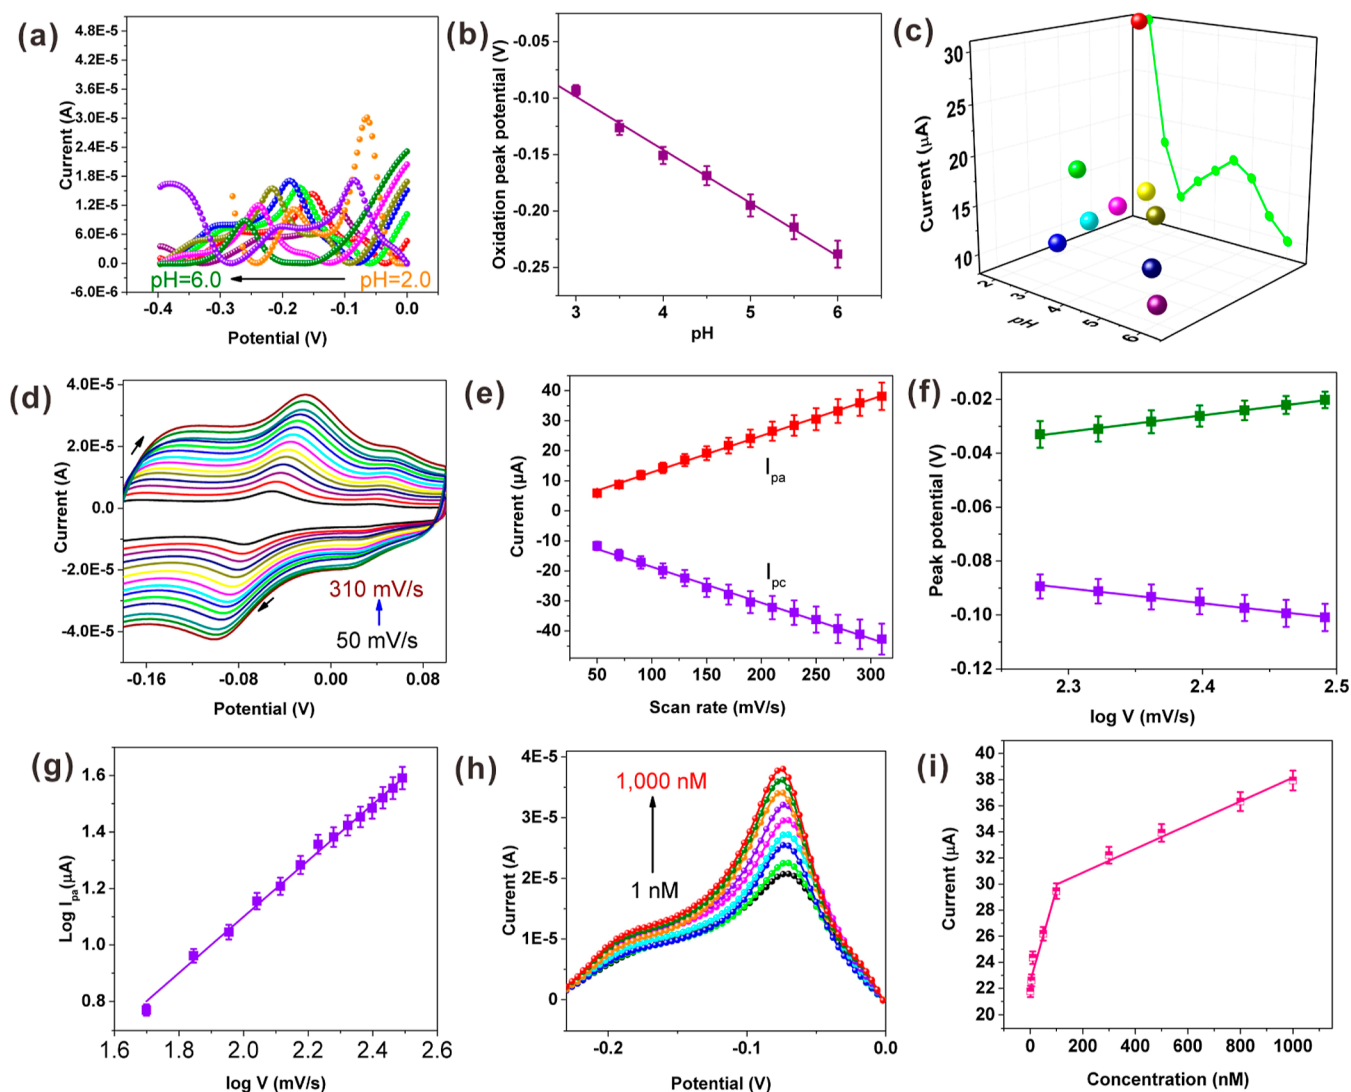 (a)
4.8E-5
4.2E-5
3.6E-5
3.0E-5
2.4E-5
1.8E-5
1.2E-5
6.0E-6
0.0
-6.0E-6
Current (A)
pH=6.0
pH=2.0
-0.4
-0.3
-0.2
-0.1
0.0
Potential (V)
(b)
-0.05
-0.10
-0.15
-0.20
-0.25
Oxidation peak potential (V)
3
4
5
6
pH
(c)
30
25
20
15
10
Current (μA)
2
3
4
5
6
pH
(d)
4.0E-5
2.0E-5
0.0
-2.0E-5
-4.0E-5
Current (A)
310 mV/s
50 mV/s
-0.16
-0.08
0.00
0.08
Potential (V)
(e)
40
30
20
10
0
-10
-20
-30
-40
Current (μA)
Ipa
Ipc
50
100
150
200
250
300
Scan rate (mV/s)
(f)
-0.02
-0.04
-0.06
-0.08
-0.10
-0.12
Peak potential (V)
2.3
2.4
2.5
log V (mV/s)
(g)
1.6
1.4
1.2
1.0
0.8
Log Ipa(μA)
1.6
1.8
2.0
2.2
2.4
2.6
log V (mV/s)
(h)
4E-5
3E-5
2E-5
1E-5
0
Current (A)
1,000 nM
1 nM
-0.2
-0.1
0.0
Potential (V)
(i)
40
38
36
34
32
30
28
26
24
22
20
Current (μA)
0
200
400
600
800
1000
Concentration (nM)